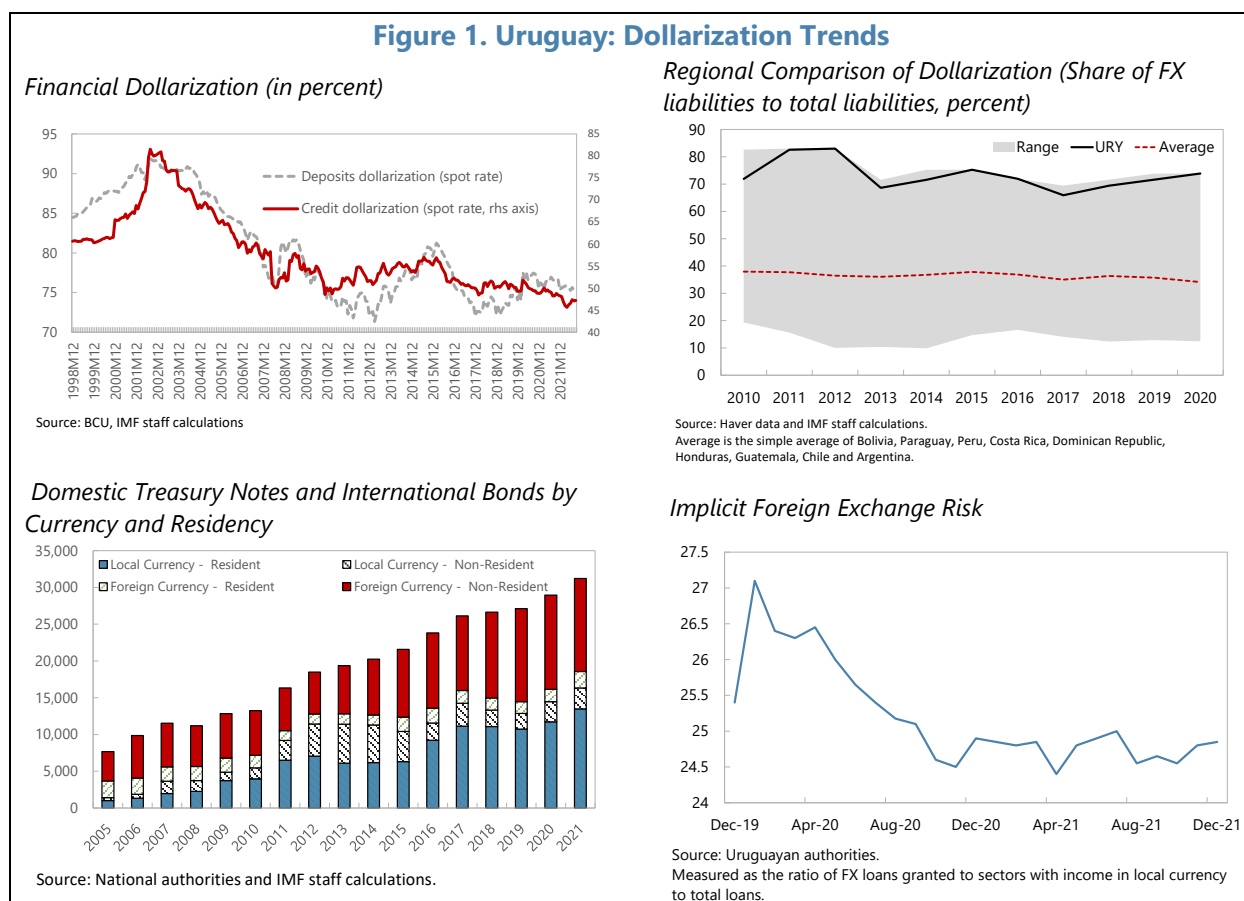 Figure 1. Uruguay: Dollarization Trends
Financial Dollarization (in percent)
95
90
85
80
75
70
85
80
75
70
65
60
55
50
45
40
Deposits dollarization (spot rate)
Credit dollarization (spot rate, rhs axis)
1998M12
1999M12
2000M12
2001M12
2002M12
2003M12
2004M12
2005M12
2006M12
2007M12
2008M12
2009M12
2010M12
2011M12
2012M12
2013M12
2014M12
2015M12
2016M12
2017M12
2018M12
2019M12
2020M12
2021M12
Source: BCU, IMF staff calculations
Regional Comparison of Dollarization (Share of FX
liabilities to total liabilities, percent)
90
80
70
60
50
40
30
20
10
0
Range URY Average
2010 2011 2012 2013 2014 2015 2016 2017 2018 2019 2020
Source: Haver data and IMF staff calculations.
Average is the simple average of Bolivia, Paraguay, Peru, Costa Rica, Dominican Republic,
Honduras, Guatemala, Chile and Argentina.
Domestic Treasury Notes and International Bonds by
Currency and Residency
35,000
30,000
25,000
20,000
15,000
10,000
5,000
0
Local Currency - Resident Local Currency - Non-Resident
Foreign Currency - Resident Foreign Currency - Non-Resident
2005 2006 2007 2008 2009 2010 2011 2012 2013 2014 2015 2016 2017 2018 2019 2020 2021
Source: National authorities and IMF staff calculations.
Implicit Foreign Exchange Risk
27.5
27
26.5
26
25.5
25
24.5
24
Dec-19 Apr-20 Aug-20 Dec-20 Apr-21 Aug-21 Dec-21
Source: Uruguayan authorities.
Measured as the ratio of FX loans granted to sectors with income in local currency
to total loans.